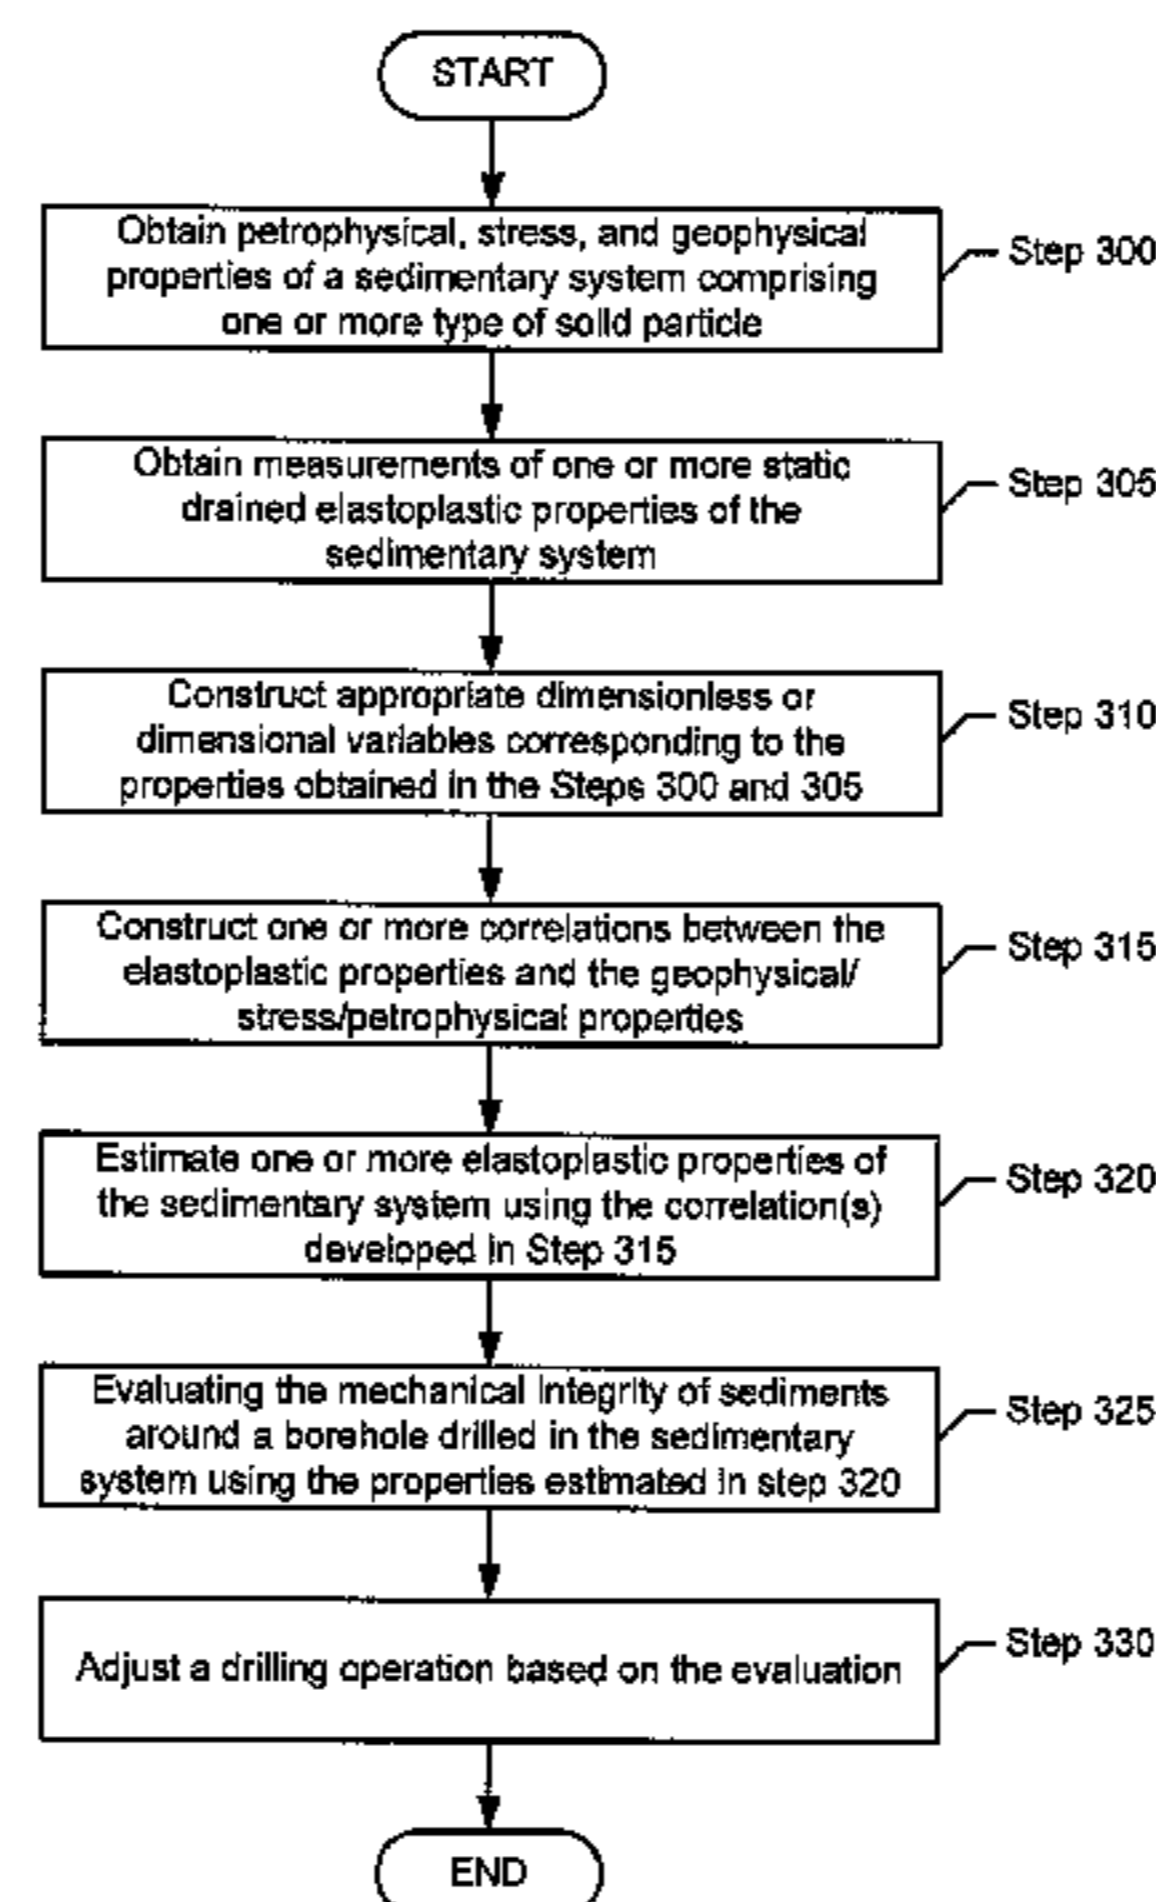 START
Obtain petrophysical, stress, and geophysical
properties of a sedimentary system comprising
one or more type of solid particle
Step 300
Obtain measurements of one or more static
drained elastoplastic properties of the
sedimentary system
Step 305
Construct appropriate dimensionless or
dimensional variables corresponding to the
properties obtained in the Steps 300 and 305
Step 310
Construct one or more correlations between the
elastoplastic properties and the geophysical/
stress/petrophysical properties
Step 315
Estimate one or more elastoplastic properties of
the sedimentary system using the correlation(s)
developed in Step 315
Step 320
Evaluating the mechanical integrity of sediments
around a borehole drilled in the sedimentary
system using the properties estimated in step 320
Step 325
Adjust a drilling operation based on the evaluation
Step 330
END